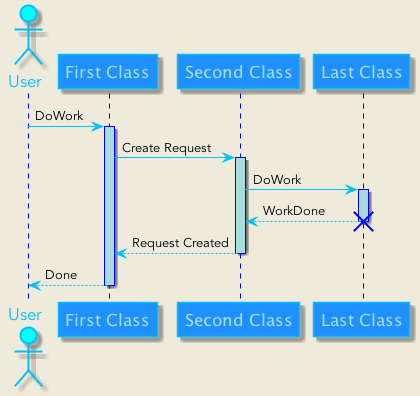 User
First Class
Second Class
Last Class
DoWork
Create Request
DoWork
WorkDone
Request Created
Done
User
First Class
Second Class
Last Class